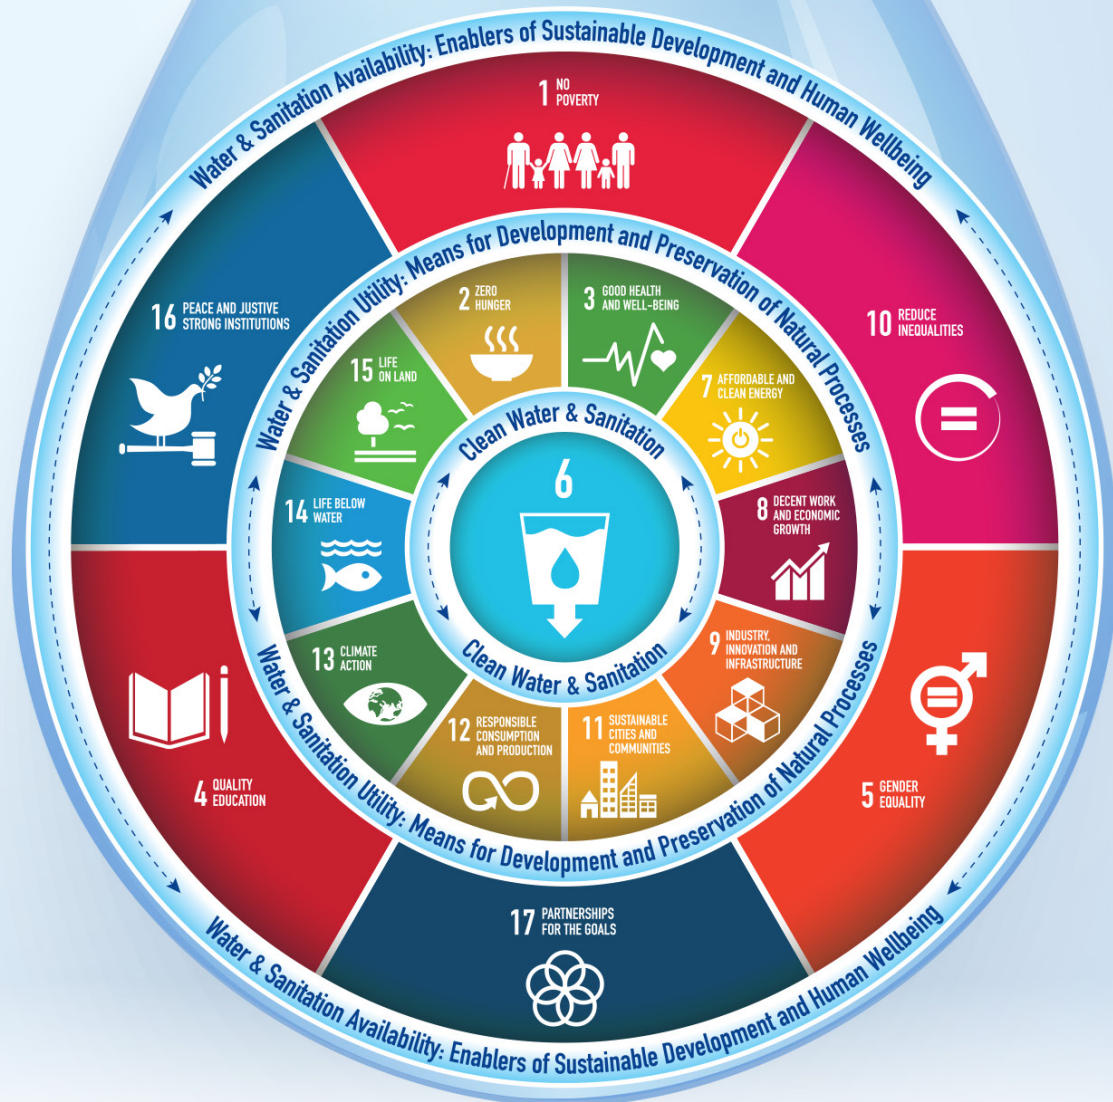 Water & Sanitation Availability: Enablers of Sustainable Development and Human Wellbeing
1 NO
POVERTY
16 PEACE AND JUSTIVE
STRONG INSTITUTIONS
10 REDUCE
INEQUALITIES
Water & Sanitation Utility: Means for Development and Preservation of Natural Processes
2 ZERO
HUNGER
3 GOOD HEALTH
AND WELL-BEING
15 LIFE
ON LAND
7 AFFORDABLE AND
CLEAN ENERGY
Clean Water & Sanitation
6
14 LIFE BELOW
WATER
8 DECENT WORK
AND ECONOMIC
GROWTH
Clean Water & Sanitation
13 CLIMATE
ACTION
9 INDUSTRY,
INNOVATION AND
INFRASTRUCTURE
12 RESPONSIBLE
CONSUMPTION
AND PRODUCTION
11 SUSTAINABLE
CITIES AND
COMMUNITIES
Water & Sanitation Utility: Means for Development and Preservation of Natural Processes
4 QUALITY
EDUCATION
5 GENDER
EQUALITY
17 PARTNERSHIPS
FOR THE GOALS
Water & Sanitation Availability: Enablers of Sustainable Development and Human Wellbeing